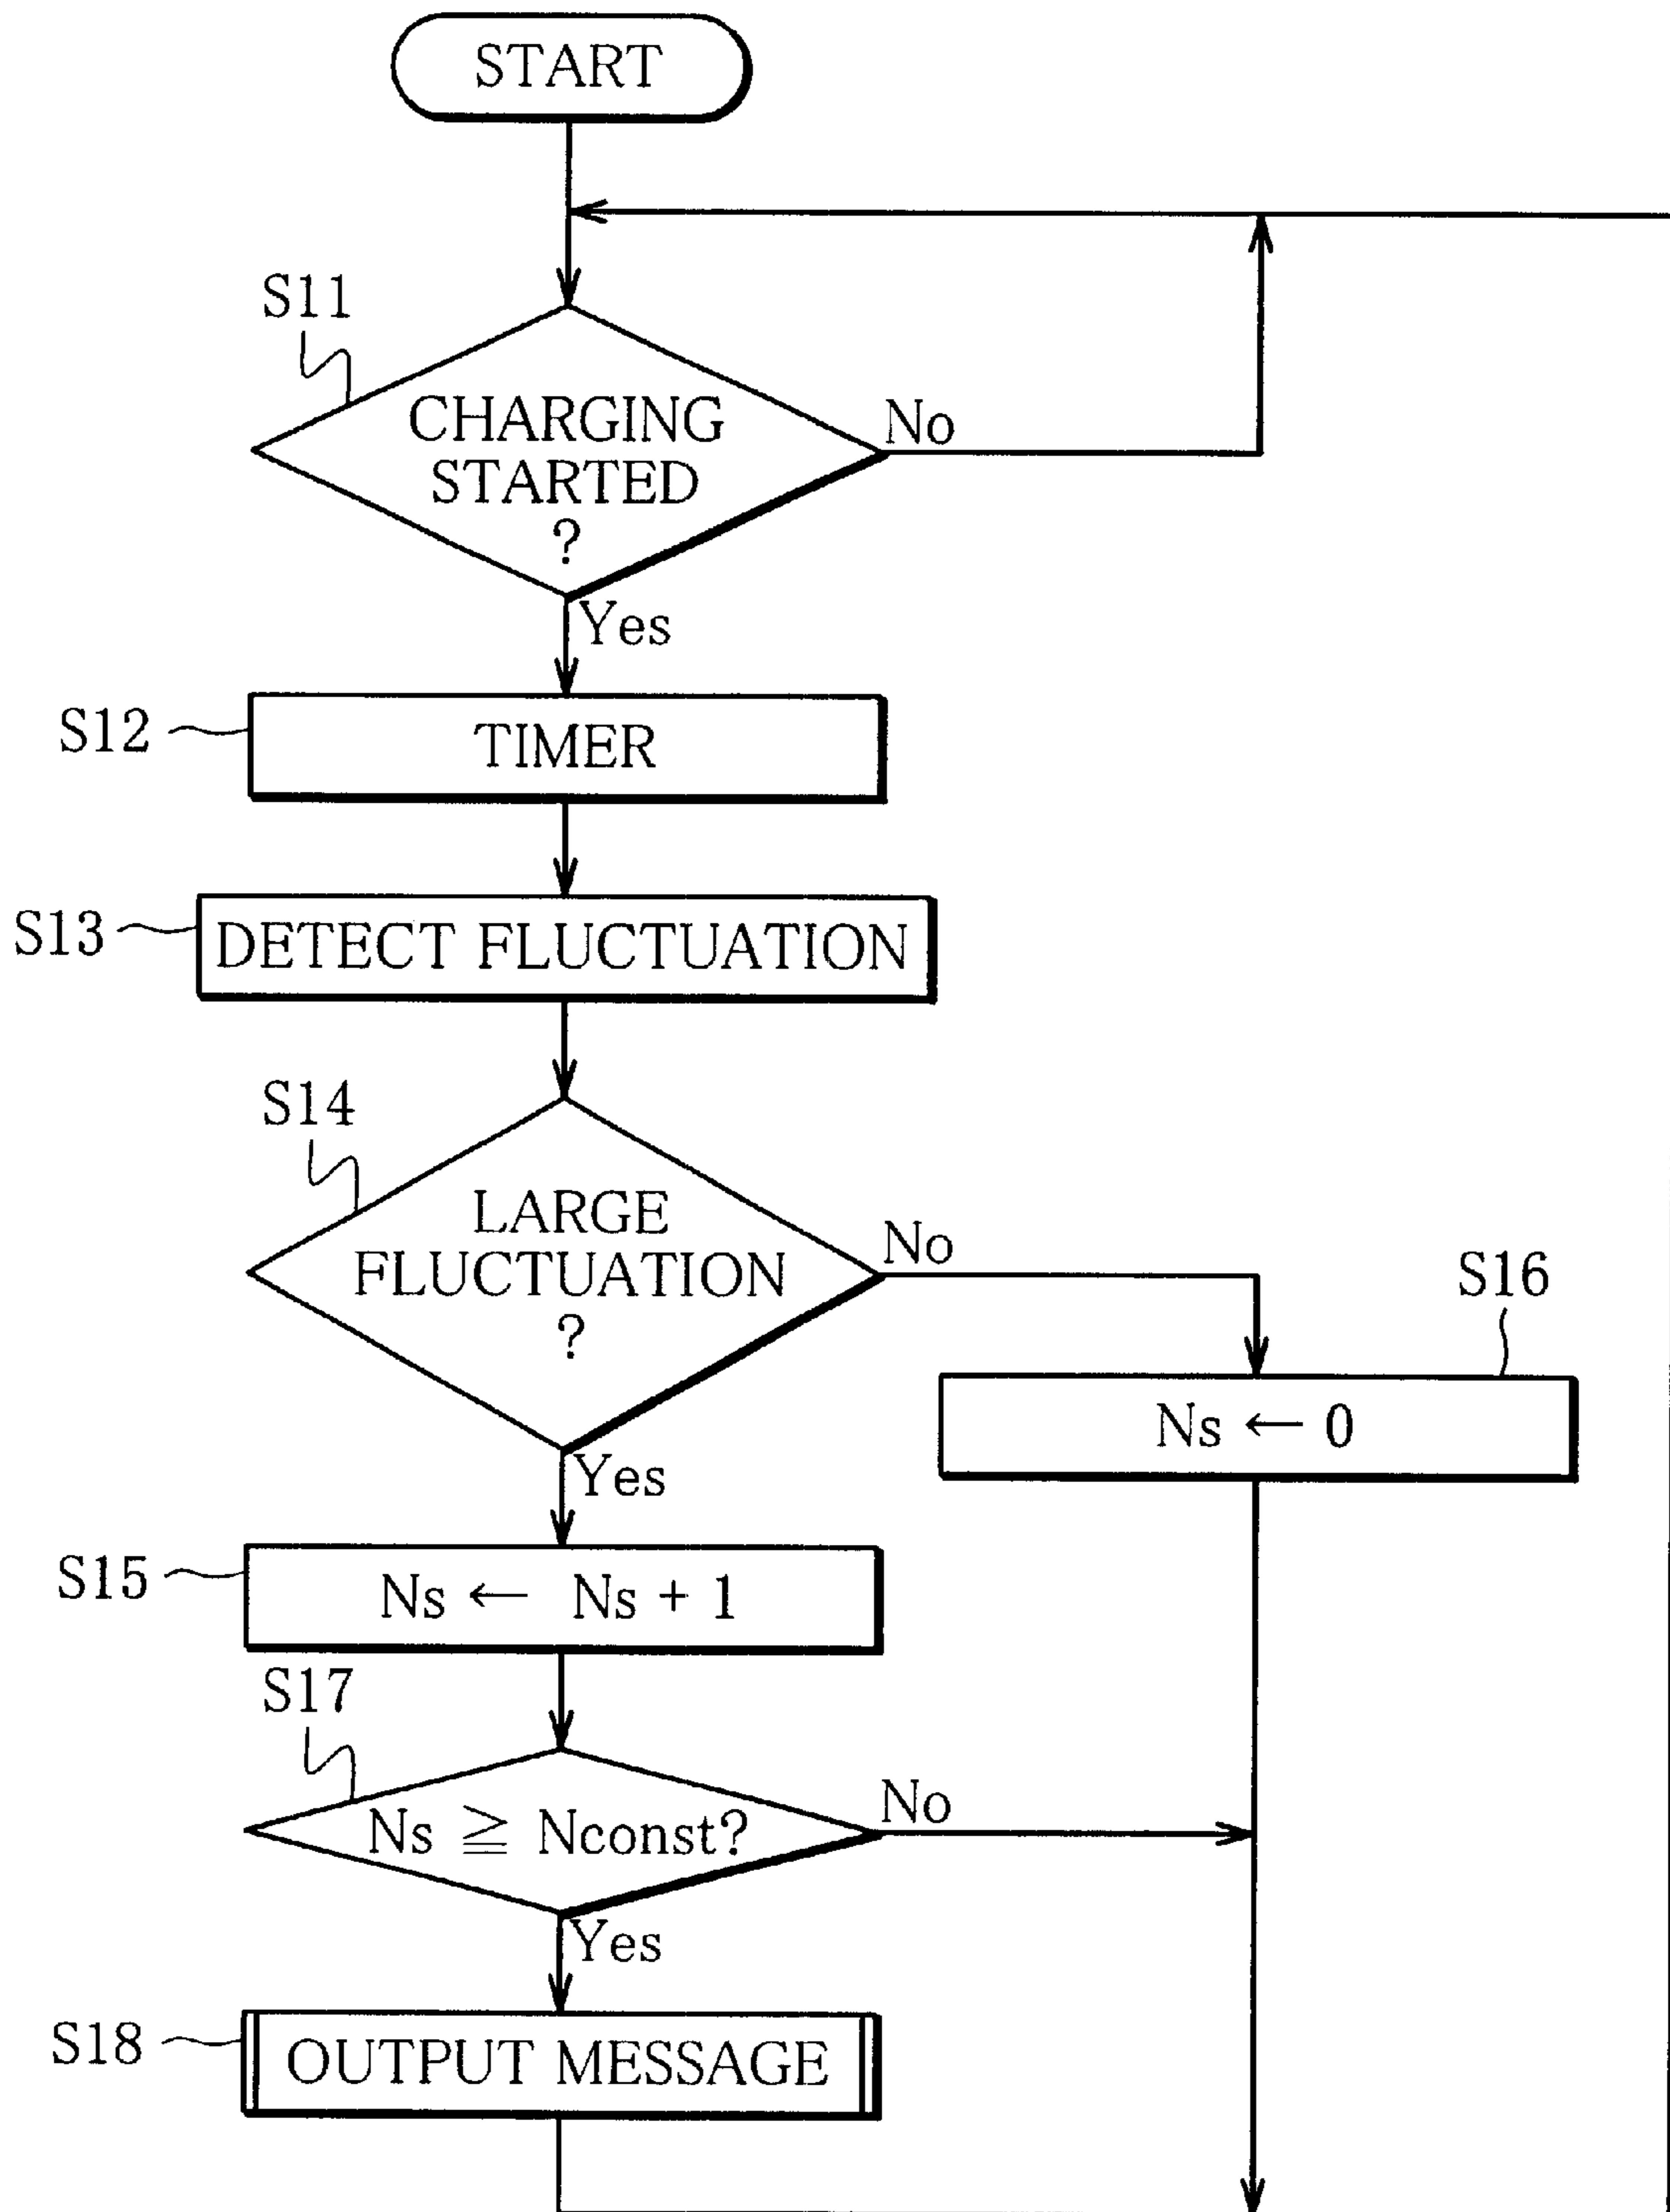 START
S11
CHARGING
STARTED
?
No
Yes
S12
TIMER
S13
DETECT FLUCTUATION
S14
LARGE
FLUCTUATION
?
No
Yes
S16
Ns ← 0
S15
Ns ← Ns + 1
S17
Ns ≧ Nconst?
No
Yes
S18
OUTPUT MESSAGE